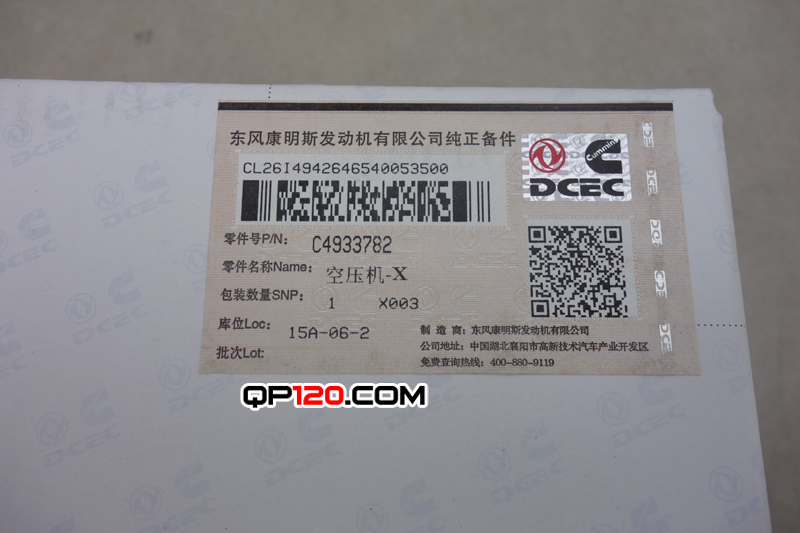 东风康明斯发动机有限公司纯正备件
CL26I4942646540053500
Cummins
DCEC
零件号P/N: C4933782
零件名称Name: 空压机-X
包装数量SNP: 1 X003
库位Loc: 15A-06-2
批次Lot:
制 造 商: 东风康明斯发动机有限公司
公司地址: 中国湖北襄阳市高新技术汽车产业开发区
免费查询热线: 400-880-9119
QP120.COM
DCEC
DCEC